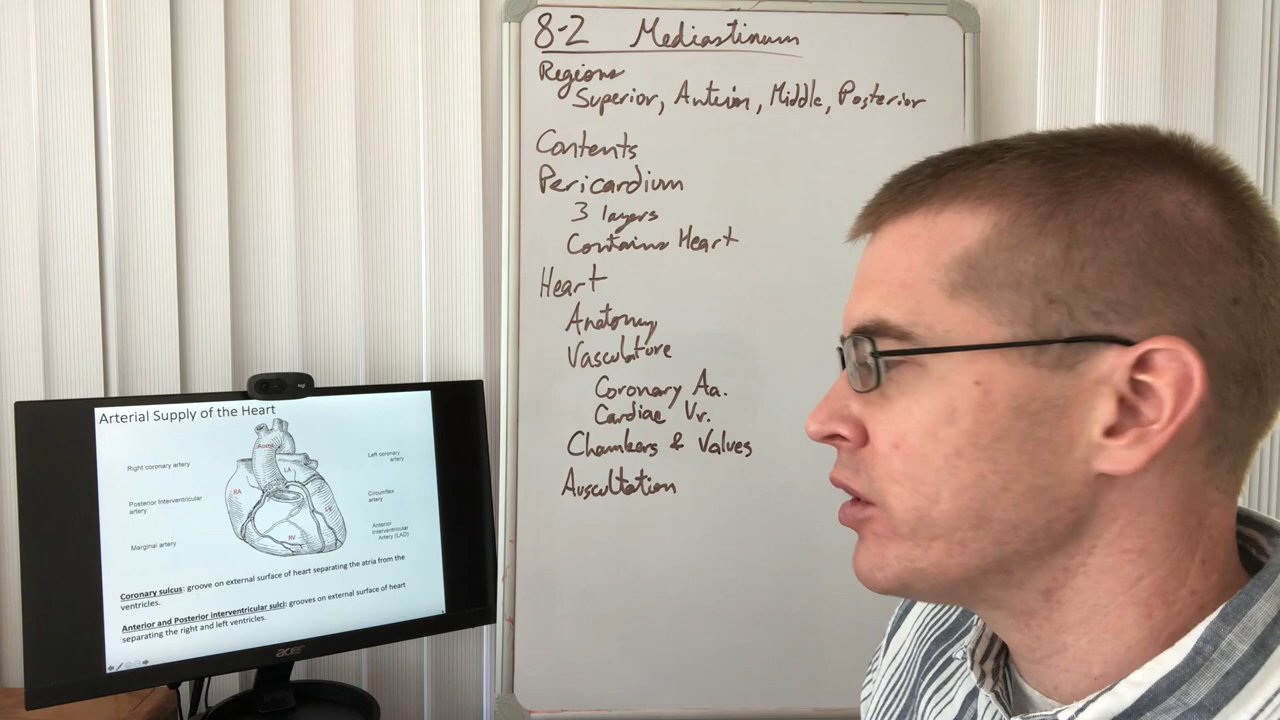 8-2 Mediastinum
Regions
Superior, Anterior, Middle, Posterior
Contents
Pericardium
3 layers
Contains Heart
Heart
Anatomy
Vasculature
Coronary Aa.
Cardiac Vv.
Chambers & Valves
Auscultation
logi
Arterial Supply of the Heart
Aorta
Right coronary artery
Left coronary
artery
LA
RA
Posterior Interventricular
artery
Circumflex
artery
LV
Marginal artery
RV
Anterior
Interventricular
Artery (LAD)
Coronary sulcus: groove on external surface of heart separating the atria from the
ventricles.
Anterior and Posterior interventricular sulci: grooves on external surface of heart
separating the right and left ventricles.
acer